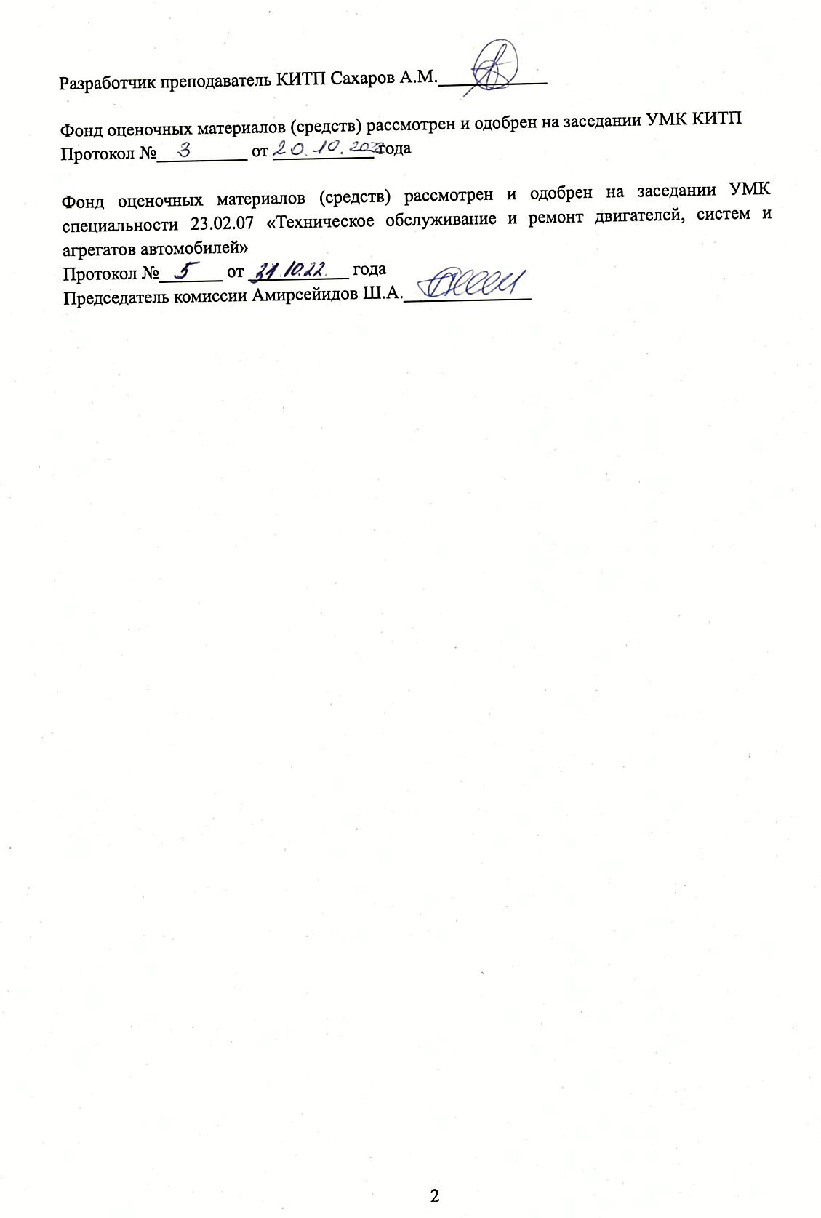 Разработчик преподаватель КИТП Сахаров А.М.
Фонд оценочных материалов (средств) рассмотрен и одобрен на заседании УМК КИТП
Протокол № 3 от 20.10. года
Фонд оценочных материалов (средств) рассмотрен и одобрен на заседании УМК
специальности 23.02.07 «Техническое обслуживание и ремонт двигателей, систем и
агрегатов автомобилей»
Протокол № 5 от 21.10.22. года
Председатель комиссии Амирсейидов Ш.А.
2